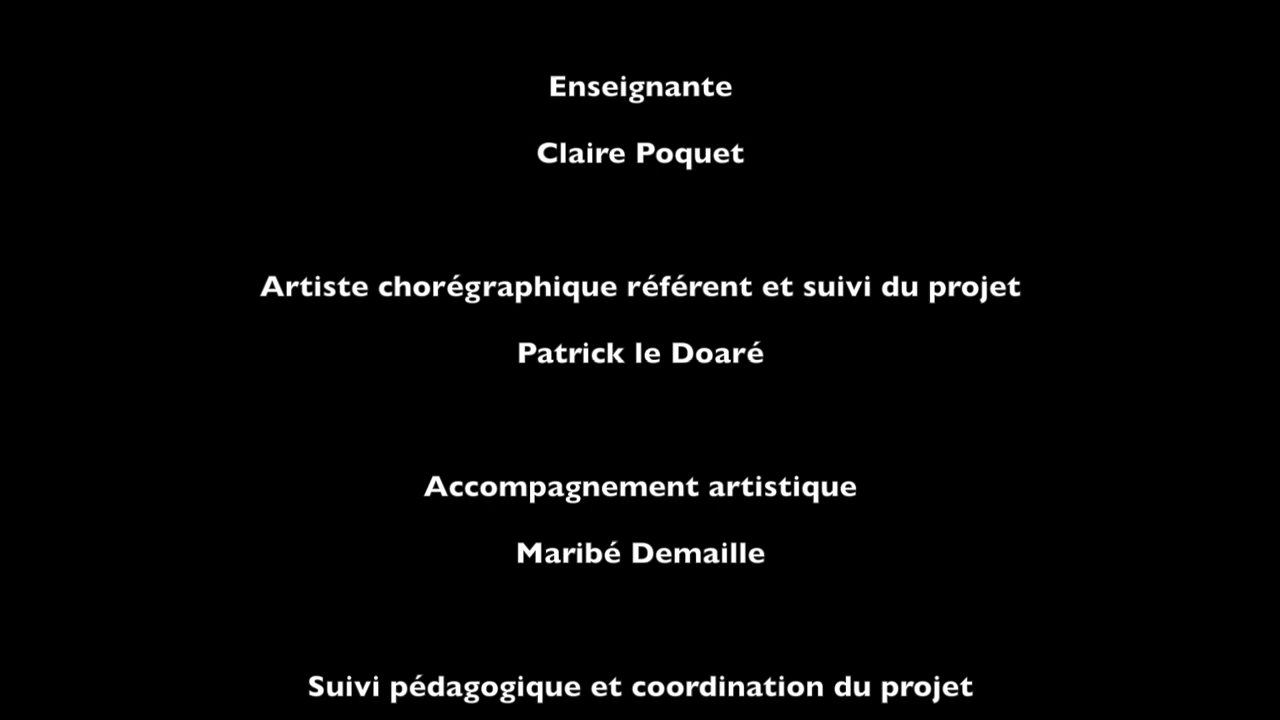 Enseignante
Claire Poquet
Artiste chorégraphique référent et suivi du projet
Patrick le Doaré
Accompagnement artistique
Maribé Demaille
Suivi pédagogique et coordination du projet